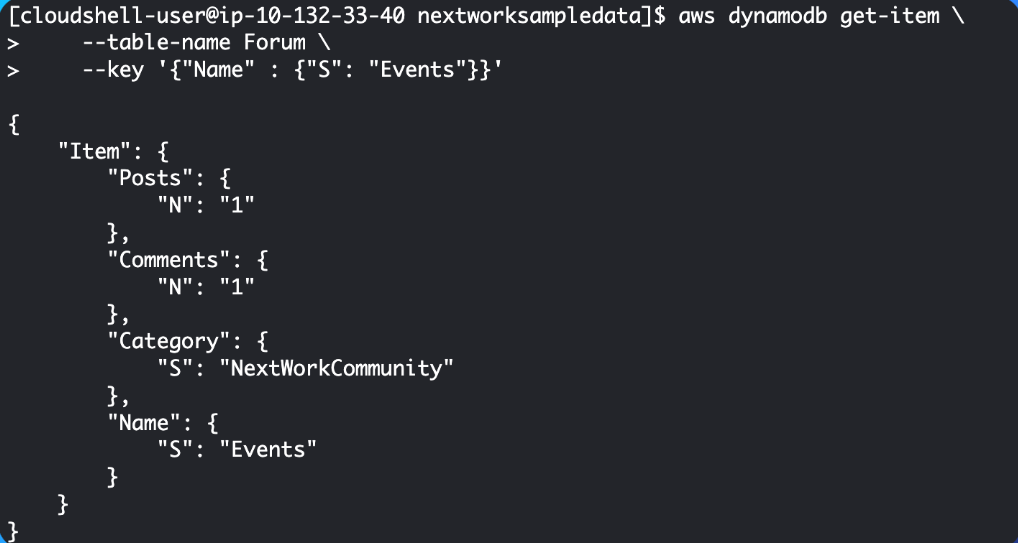 [cloudshell-user@ip-10-132-33-40 nextworksampledata]$ aws dynamodb get-item \
>     --table-name Forum \
>     --key '{"Name" : {"S": "Events"}}'

{
    "Item": {
        "Posts": {
            "N": "1"
        },
        "Comments": {
            "N": "1"
        },
        "Category": {
            "S": "NextWorkCommunity"
        },
        "Name": {
            "S": "Events"
        }
    }
}